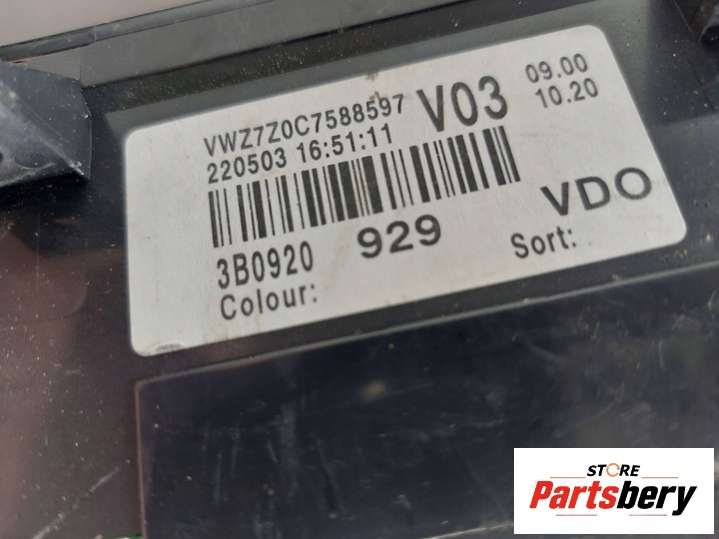 VWZ7Z0C7588597 V03 09.00
220503 16:51:11 10.20
3B0920 929 VDO
Colour: Sort:
STORE
Partsbery